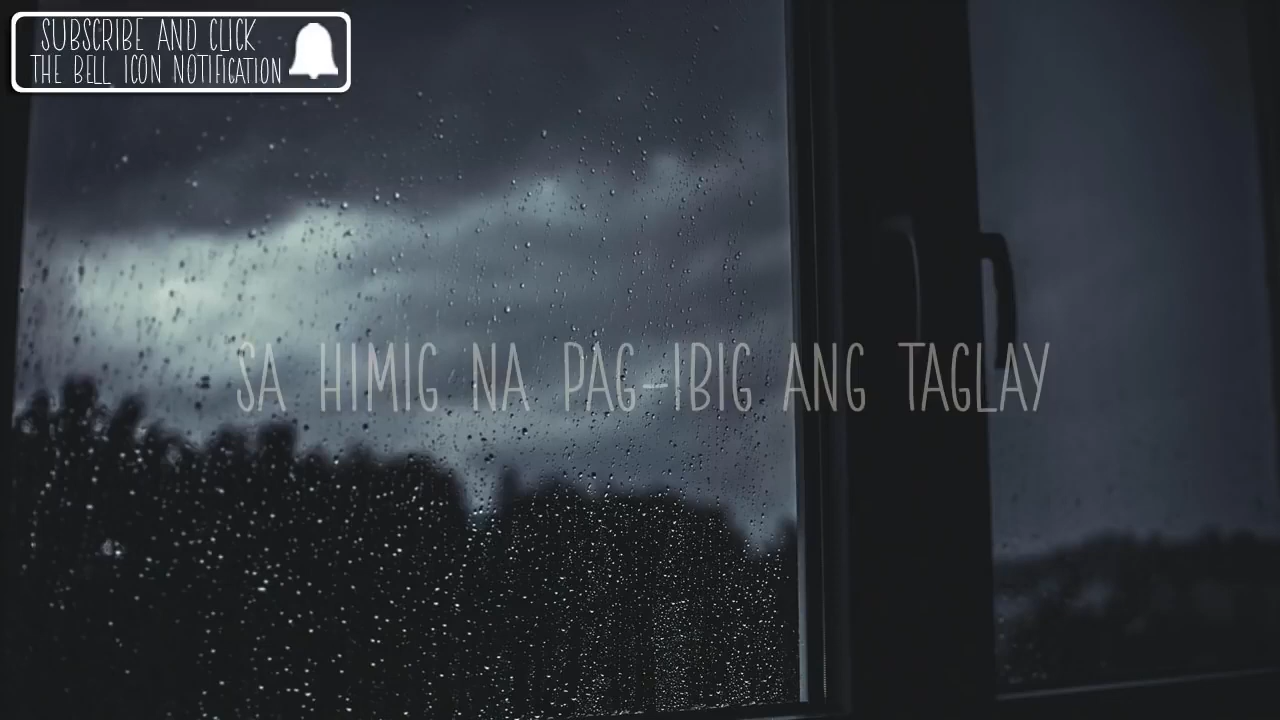 SUBSCRIBE AND CLICK
THE BELL ICON NOTIFICATION
SA HIMIG NA PAG-IBIG ANG TAGLAY